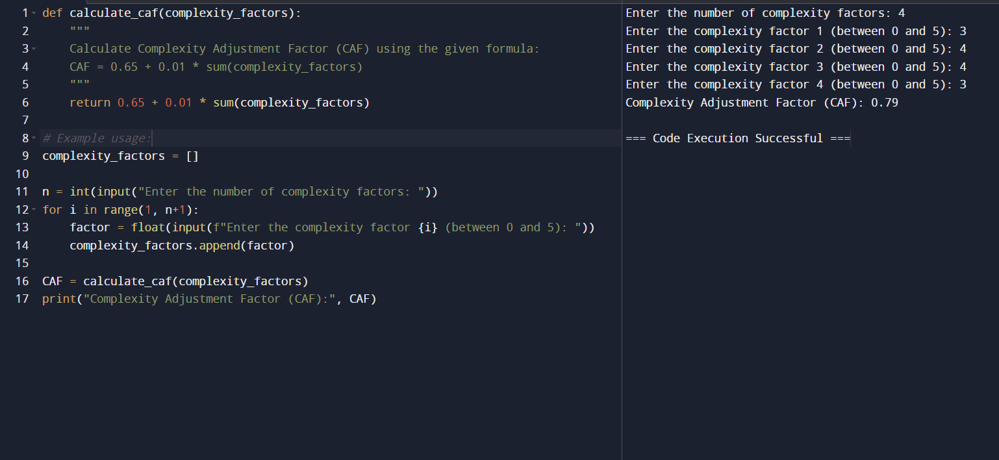 1 def calculate_caf(complexity_factors):
2     """
3     Calculate Complexity Adjustment Factor (CAF) using the given formula:
4     CAF = 0.65 + 0.01 * sum(complexity_factors)
5     """
6     return 0.65 + 0.01 * sum(complexity_factors)
7
8 # Example usage:
9 complexity_factors = []
10
11 n = int(input("Enter the number of complexity factors: "))
12 for i in range(1, n+1):
13     factor = float(input(f"Enter the complexity factor {i} (between 0 and 5): "))
14     complexity_factors.append(factor)
15
16 CAF = calculate_caf(complexity_factors)
17 print("Complexity Adjustment Factor (CAF):", CAF)
Enter the number of complexity factors: 4
Enter the complexity factor 1 (between 0 and 5): 3
Enter the complexity factor 2 (between 0 and 5): 4
Enter the complexity factor 3 (between 0 and 5): 4
Enter the complexity factor 4 (between 0 and 5): 3
Complexity Adjustment Factor (CAF): 0.79
=== Code Execution Successful ===